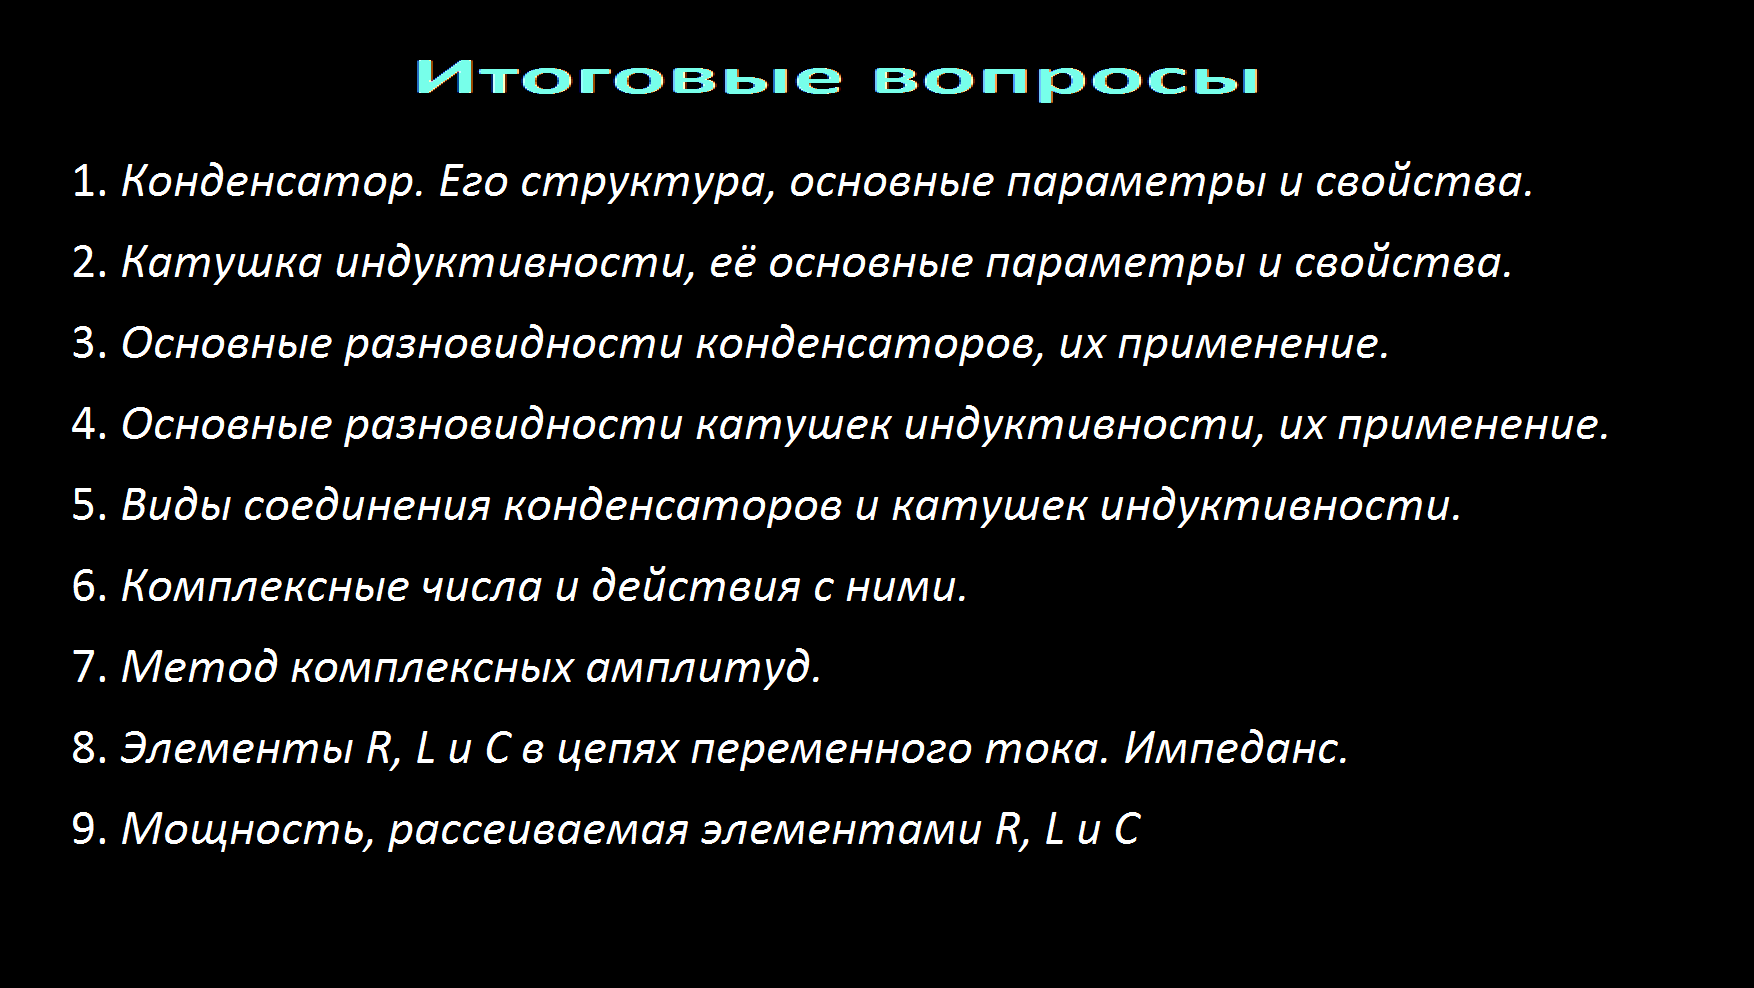 Итоговые вопросы
1. Конденсатор. Его структура, основные параметры и свойства.
2. Катушка индуктивности, её основные параметры и свойства.
3. Основные разновидности конденсаторов, их применение.
4. Основные разновидности катушек индуктивности, их применение.
5. Виды соединения конденсаторов и катушек индуктивности.
6. Комплексные числа и действия с ними.
7. Метод комплексных амплитуд.
8. Элементы R, L и C в цепях переменного тока. Импеданс.
9. Мощность, рассеиваемая элементами R, L и C